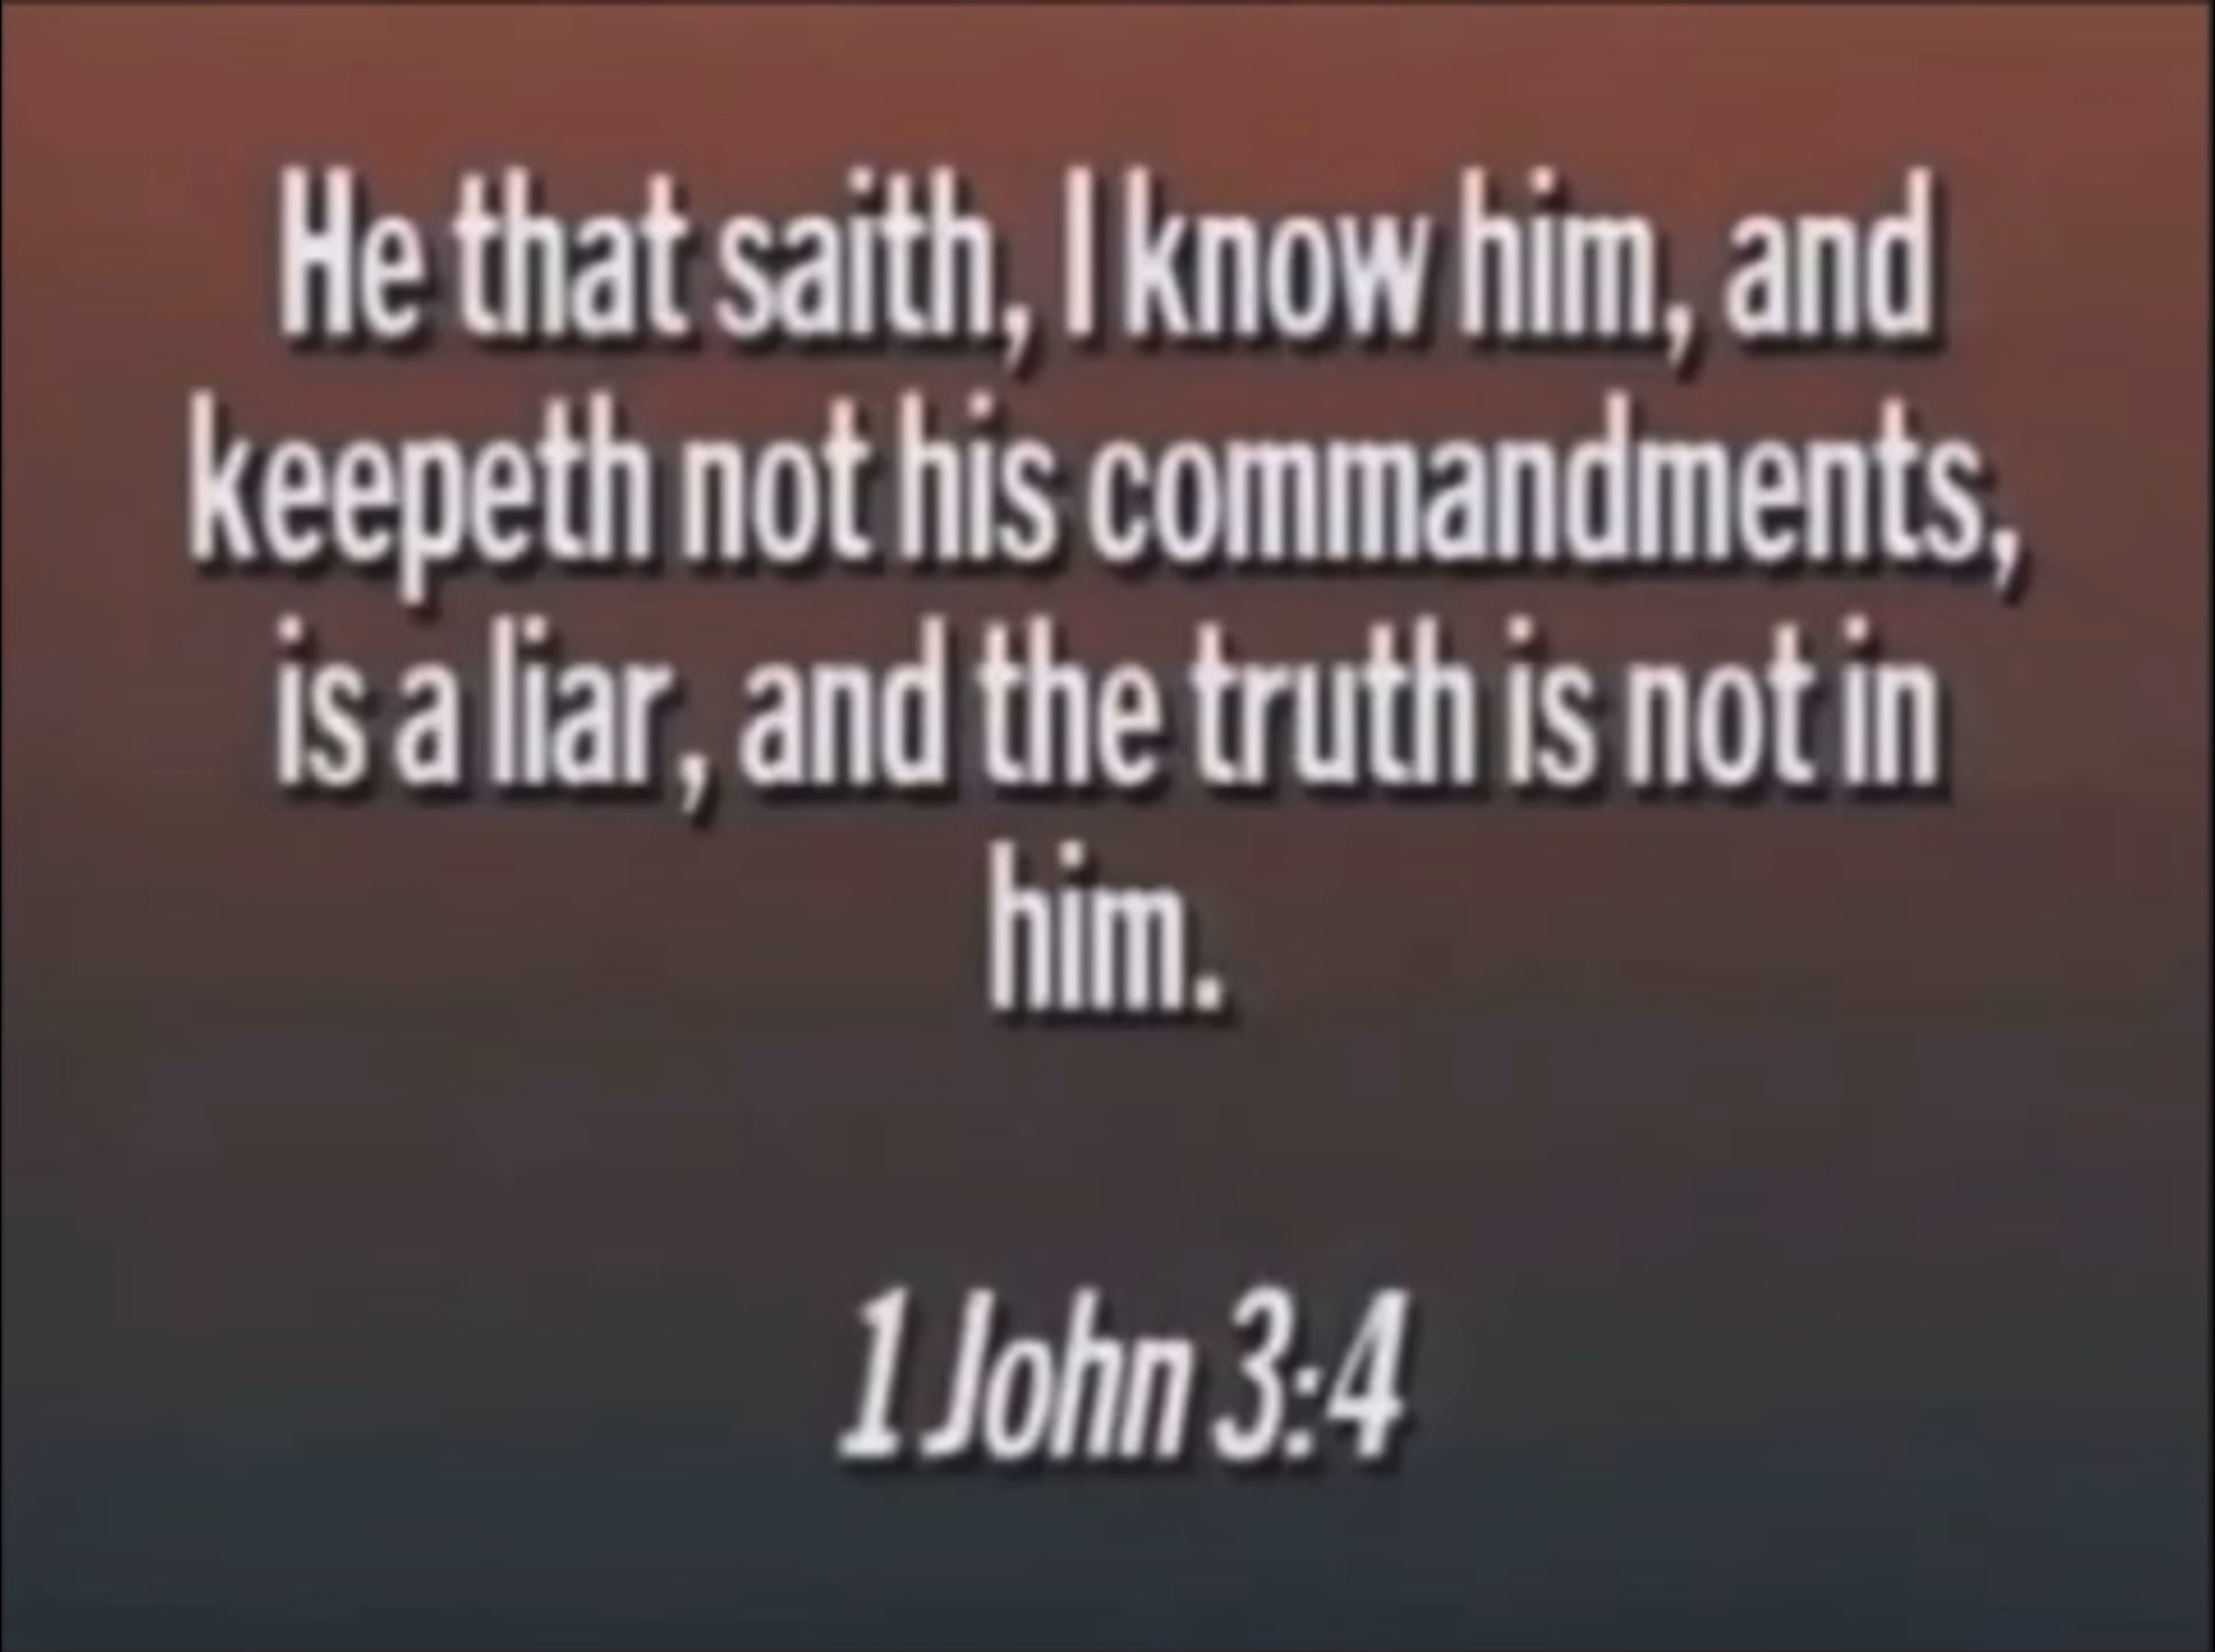 He that saith, I know him, and
keepeth not his commandments,
is a liar, and the truth is not in
him.
1 John 3:4